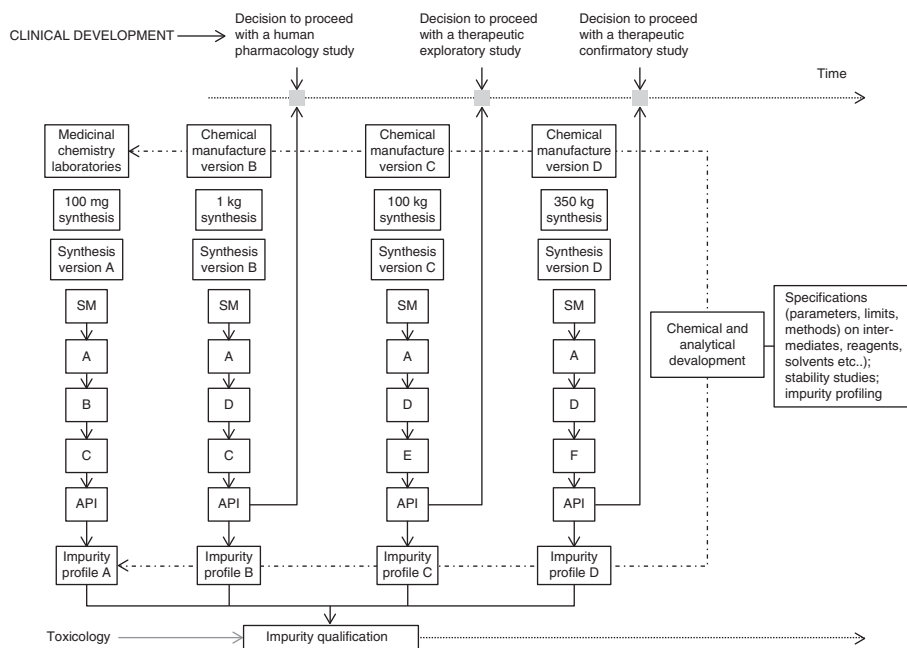 CLINICAL DEVELOPMENT
Decision to proceed
with a human
pharmacology study
Decision to proceed
with a therapeutic
exploratory study
Decision to proceed
with a therapeutic
confirmatory study
Time
Medicinal
chemistry
laboratories
Chemical
manufacture
version B
Chemical
manufacture
version C
Chemical
manufacture
version D
100 mg
synthesis
1 kg
synthesis
100 kg
synthesis
350 kg
synthesis
Synthesis
version A
Synthesis
version B
Synthesis
version C
Synthesis
version D
SM
SM
SM
SM
A
A
A
A
B
D
D
D
C
C
E
F
API
API
API
API
Impurity
profile A
Impurity
profile B
Impurity
profile C
Impurity
profile D
Chemical and
analytical
development
Specifications
(parameters, limits,
methods) on inter-
mediates, reagents,
solvents etc..);
stability studies;
impurity profiling
Toxicology
Impurity qualification